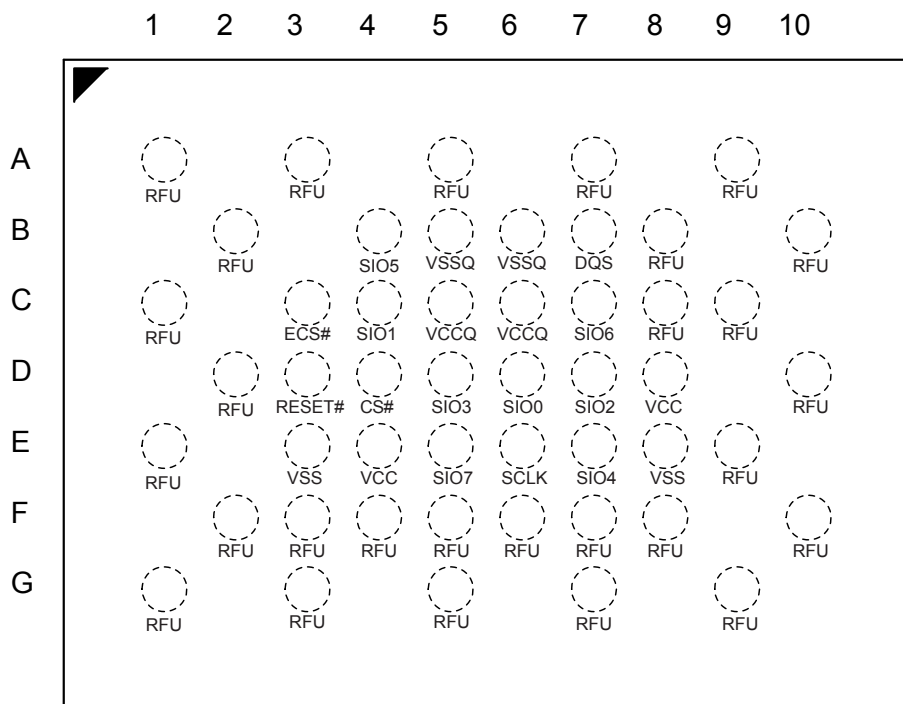 1 2 3 4 5 6 7 8 9 10
A
RFU RFU RFU RFU RFU
B
RFU SIO5 VSSQ VSSQ DQS RFU RFU
C
RFU ECS# SIO1 VCCQ VCCQ SIO6 RFU RFU
D
RFU RESET# CS# SIO3 SIO0 SIO2 VCC RFU
E
RFU VSS VCC SIO7 SCLK SIO4 VSS RFU
F
RFU RFU RFU RFU RFU RFU RFU RFU
G
RFU RFU RFU RFU RFU